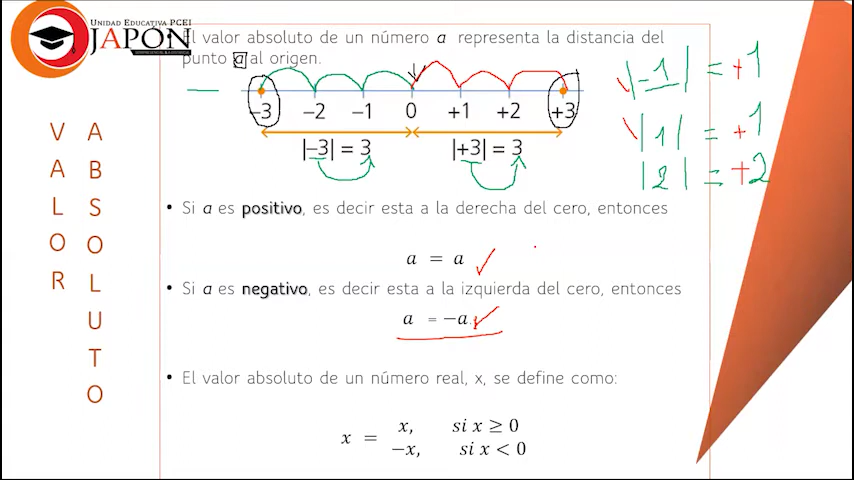 UNIDAD EDUCATIVA PCEI
JAPÓN
El valor absoluto de un número a representa la distancia del
punto a al origen.
-3 -2 -1 0 +1 +2 +3
|-3| = 3 |+3| = 3
|-1| = +1
|1| = +1
|2| = +2
VALOR
ABSOLUTO
• Si a es positivo, es decir esta a la derecha del cero, entonces
a = a
• Si a es negativo, es decir esta a la izquierda del cero, entonces
a = -a
• El valor absoluto de un número real, x, se define como:
x = x, si x ≥ 0
-x, si x < 0